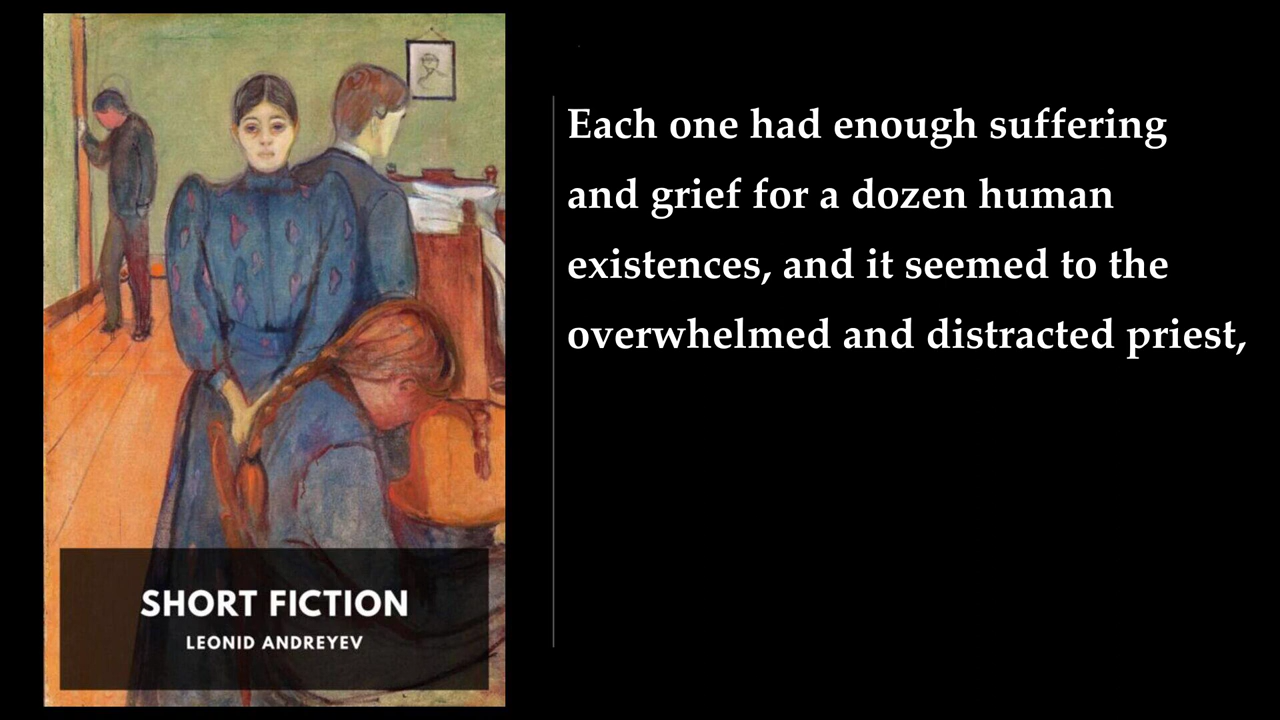 Each one had enough suffering
and grief for a dozen human
existences, and it seemed to the
overwhelmed and distracted priest,
SHORT FICTION
LEONID ANDREYEV